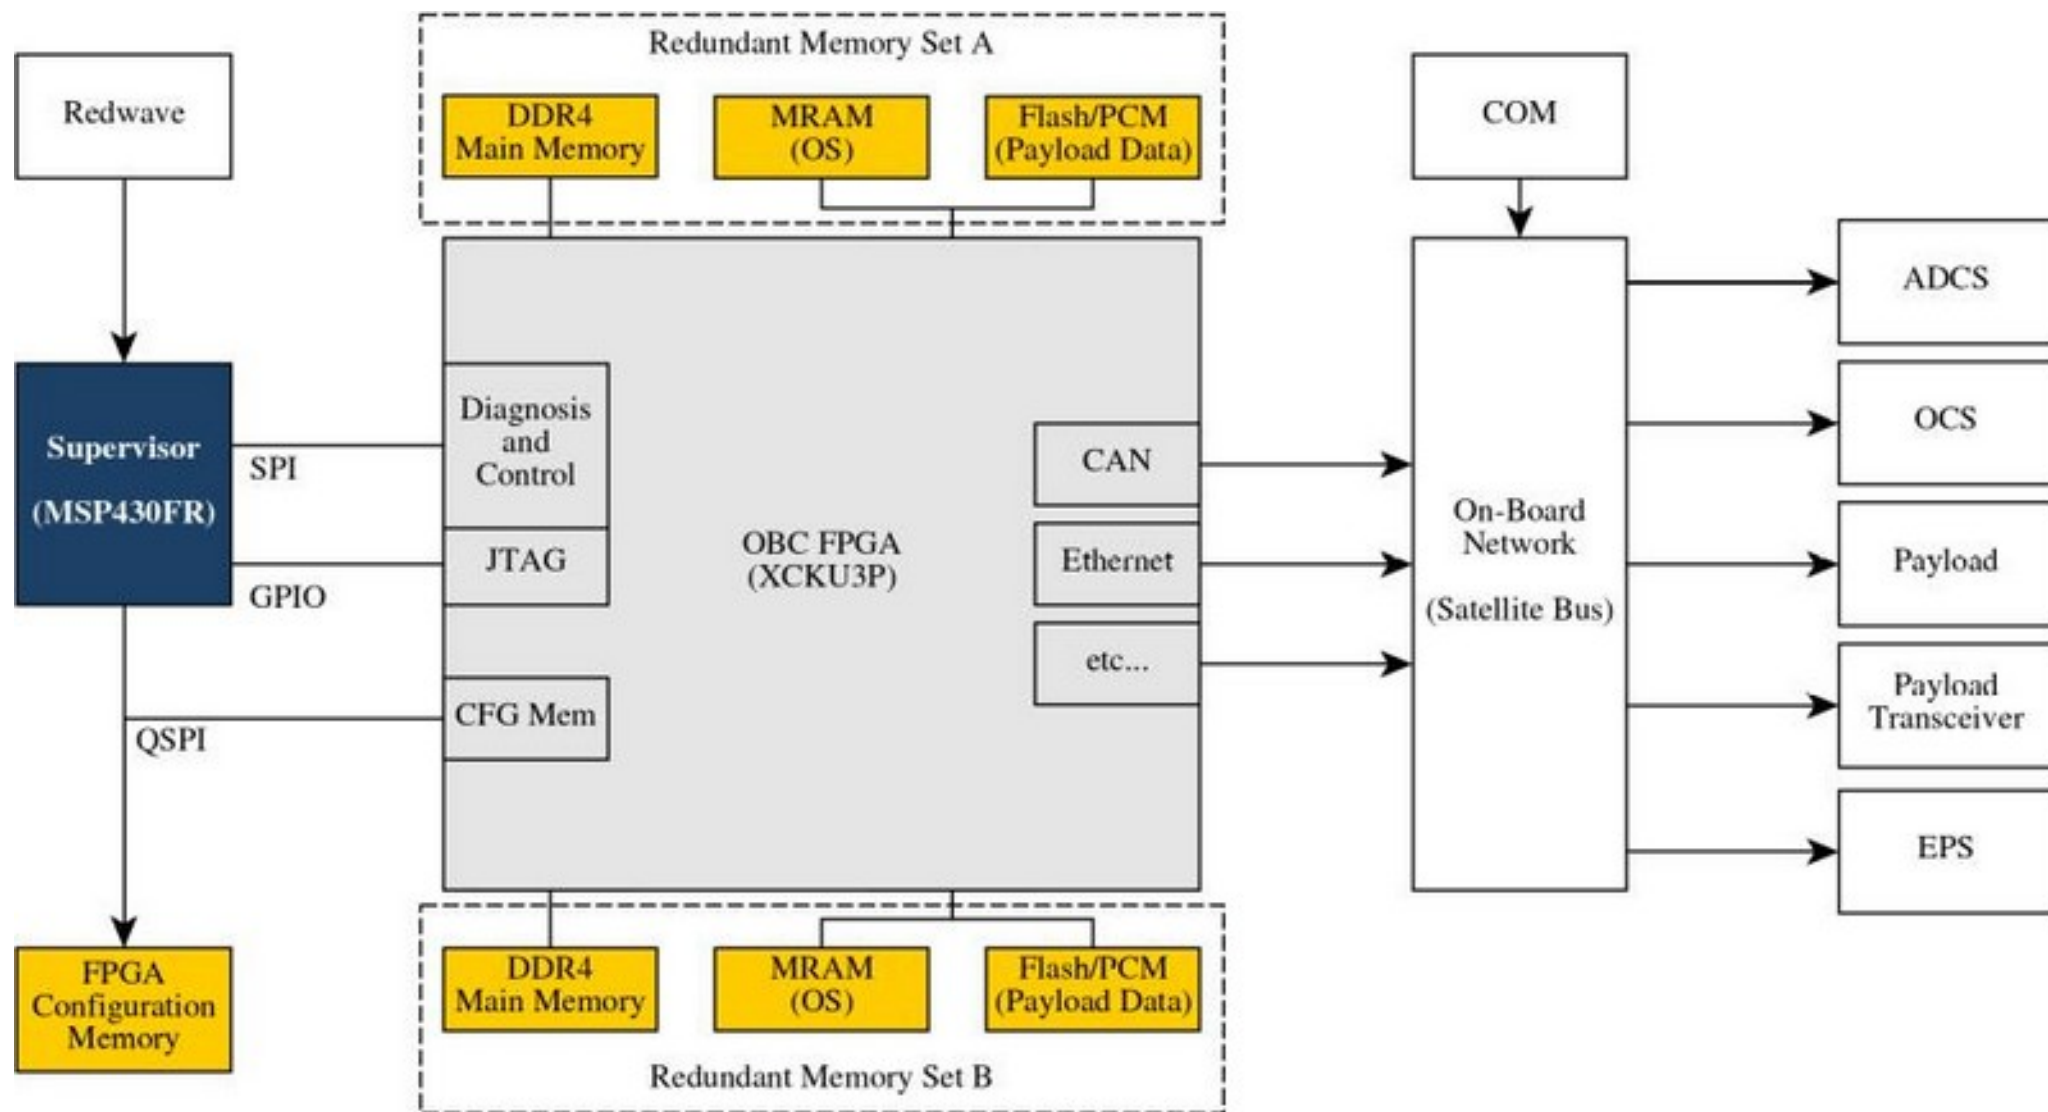 Redundant Memory Set A
Redwave
DDR4
Main Memory
MRAM
(OS)
Flash/PCM
(Payload Data)
COM
ADCS
OCS
Payload
Payload
Transceiver
EPS
Supervisor
(MSP430FR)
SPI
GPIO
QSPI
Diagnosis
and
Control
JTAG
CFG Mem
OBC FPGA
(XCKU3P)
CAN
Ethernet
etc...
On-Board
Network
(Satellite Bus)
FPGA
Configuration
Memory
DDR4
Main Memory
MRAM
(OS)
Flash/PCM
(Payload Data)
Redundant Memory Set B